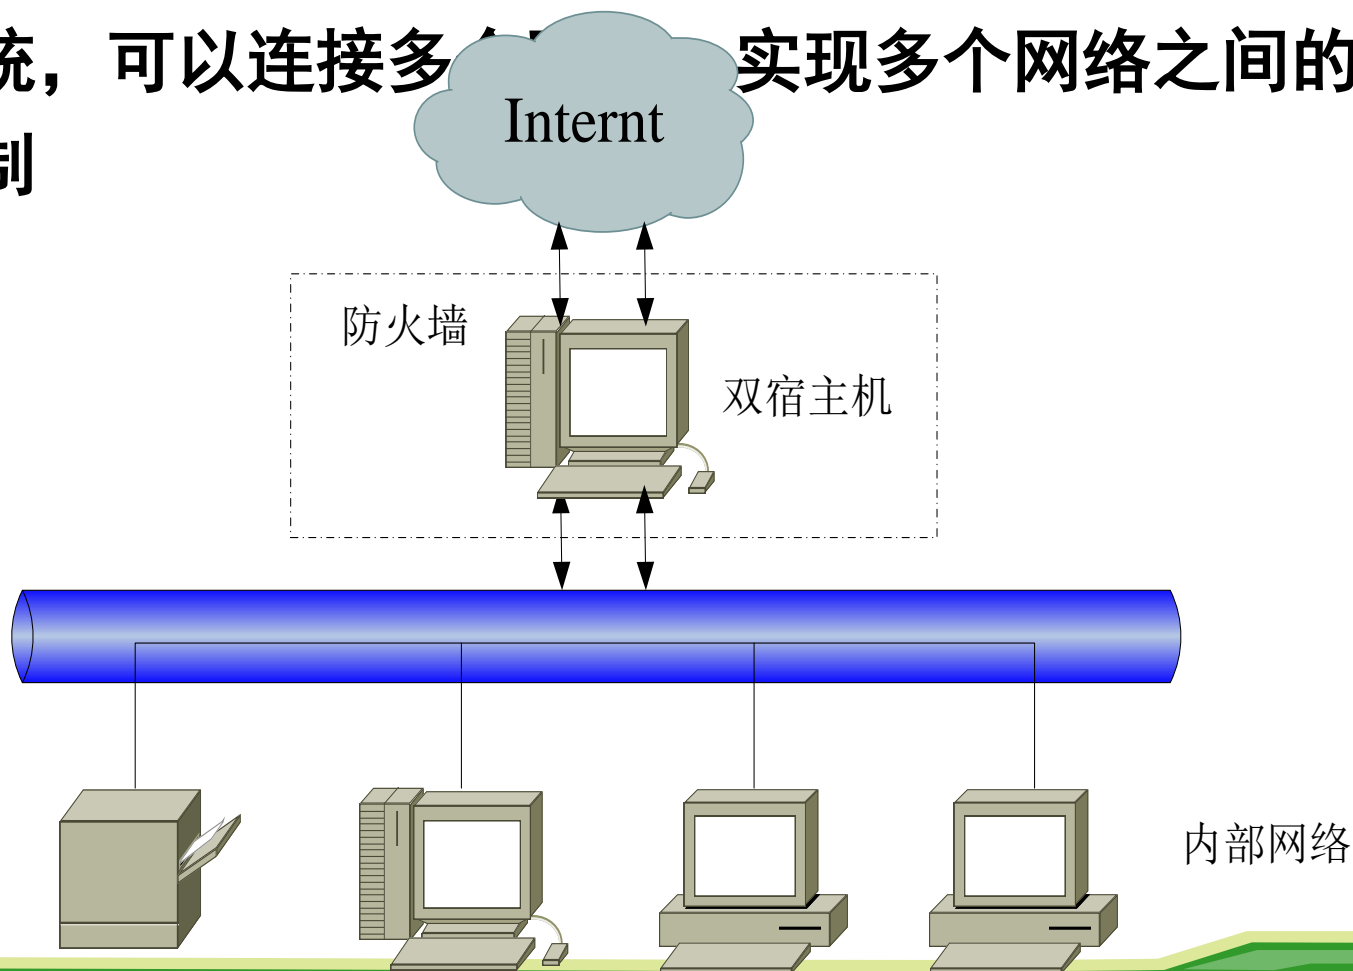 统，可以连接多 实现多个网络之间的
制
Internt
防火墙
双宿主机
内部网络